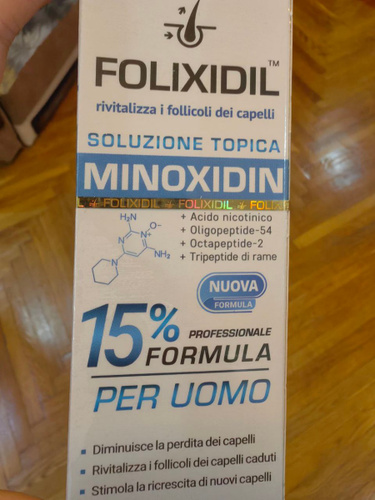 FOLIXIDIL™
rivitalizza i follicoli dei capelli
SOLUZIONE TOPICA
MINOXIDIN
L FOLIXIDIL FOLIXIDIL FOLIX
H₂N
O⁻
N⁺
N
N
NH₂
+ Acido nicotinico
+ Oligopeptide-54
+ Octapeptide-2
+ Tripeptide di rame
NUOVA
FORMULA
15% PROFESSIONALE
FORMULA
PER UOMO
Diminuisce la perdita dei capelli
Rivitalizza i follicoli dei capelli caduti
Stimola la ricrescita di nuovi capelli